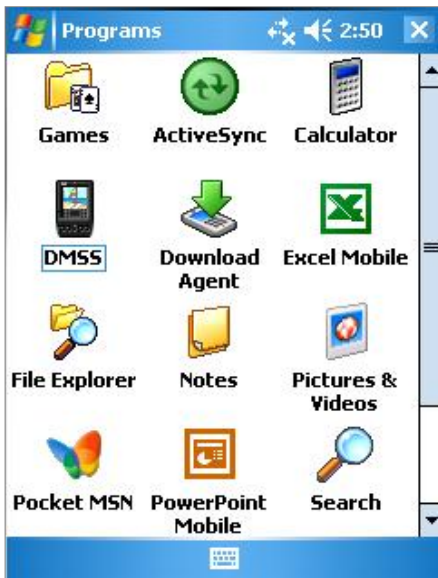 Programs 2:50
Games ActiveSync Calculator
DMSS Download Agent Excel Mobile
File Explorer Notes Pictures & Videos
Pocket MSN PowerPoint Mobile Search